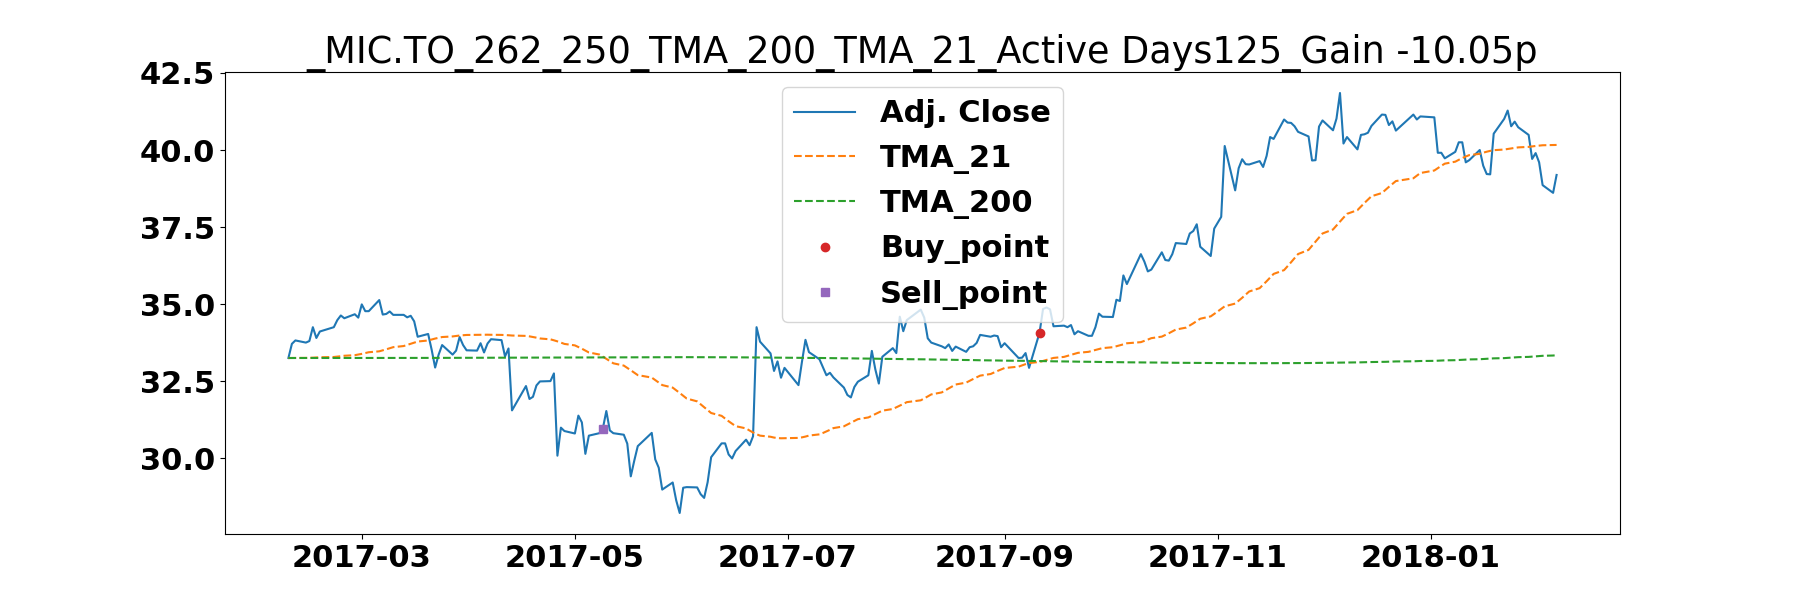 _MIC.TO_262_250_TMA_200_TMA_21_Active Days125_Gain -10.05p
42.5
40.0
37.5
35.0
32.5
30.0
Adj. Close
TMA_21
TMA_200
Buy_point
Sell_point
2017-03 2017-05 2017-07 2017-09 2017-11 2018-01